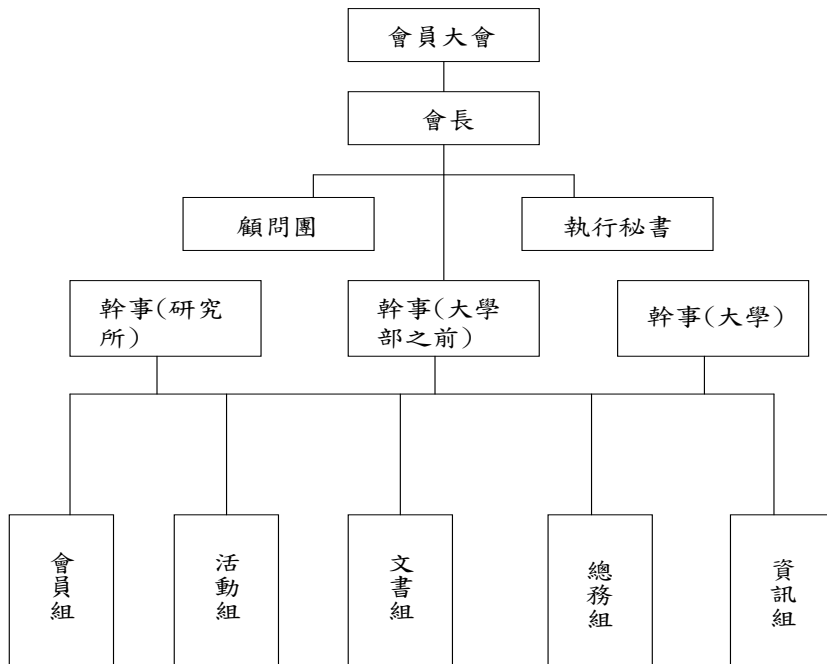 會員大會
會長
顧問團
執行秘書
幹事(研究
所)
幹事(大學
部之前)
幹事(大學)
會員組
活動組
文書組
總務組
資訊組